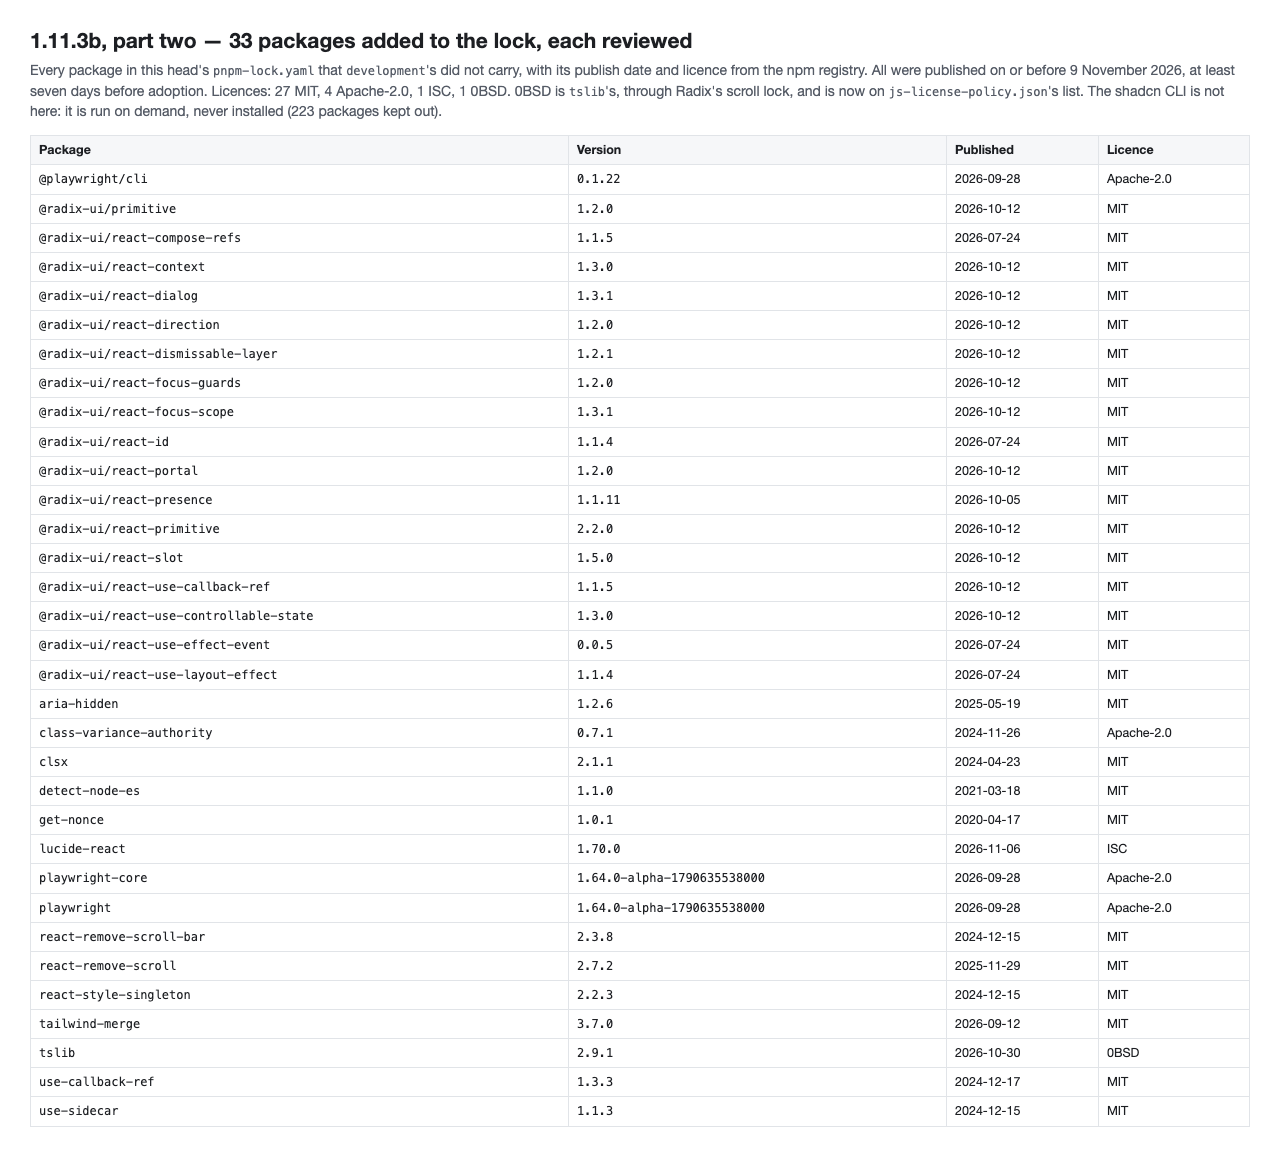 1.11.3b, part two — 33 packages added to the lock, each reviewed
Every package in this head's pnpm-lock.yaml that development's did not carry, with its publish date and licence from the npm registry. All were published on or before 9 November 2026, at least
seven days before adoption. Licences: 27 MIT, 4 Apache-2.0, 1 ISC, 1 0BSD. 0BSD is tslib's, through Radix's scroll lock, and is now on js-license-policy.json's list. The shadcn CLI is not
here: it is run on demand, never installed (223 packages kept out).
Package Version Published Licence
@playwright/cli 0.1.22 2026-09-28 Apache-2.0
@radix-ui/primitive 1.2.0 2026-10-12 MIT
@radix-ui/react-compose-refs 1.1.5 2026-07-24 MIT
@radix-ui/react-context 1.3.0 2026-10-12 MIT
@radix-ui/react-dialog 1.3.1 2026-10-12 MIT
@radix-ui/react-direction 1.2.0 2026-10-12 MIT
@radix-ui/react-dismissable-layer 1.2.1 2026-10-12 MIT
@radix-ui/react-focus-guards 1.2.0 2026-10-12 MIT
@radix-ui/react-focus-scope 1.3.1 2026-10-12 MIT
@radix-ui/react-id 1.1.4 2026-07-24 MIT
@radix-ui/react-portal 1.2.0 2026-10-12 MIT
@radix-ui/react-presence 1.1.11 2026-10-05 MIT
@radix-ui/react-primitive 2.2.0 2026-10-12 MIT
@radix-ui/react-slot 1.5.0 2026-10-12 MIT
@radix-ui/react-use-callback-ref 1.1.5 2026-10-12 MIT
@radix-ui/react-use-controllable-state 1.3.0 2026-10-12 MIT
@radix-ui/react-use-effect-event 0.0.5 2026-07-24 MIT
@radix-ui/react-use-layout-effect 1.1.4 2026-07-24 MIT
aria-hidden 1.2.6 2025-05-19 MIT
class-variance-authority 0.7.1 2024-11-26 Apache-2.0
clsx 2.1.1 2024-04-23 MIT
detect-node-es 1.1.0 2021-03-18 MIT
get-nonce 1.0.1 2020-04-17 MIT
lucide-react 1.70.0 2026-11-06 ISC
playwright-core 1.64.0-alpha-1790635538000 2026-09-28 Apache-2.0
playwright 1.64.0-alpha-1790635538000 2026-09-28 Apache-2.0
react-remove-scroll-bar 2.3.8 2024-12-15 MIT
react-remove-scroll 2.7.2 2025-11-29 MIT
react-style-singleton 2.2.3 2024-12-15 MIT
tailwind-merge 3.7.0 2026-09-12 MIT
tslib 2.9.1 2026-10-30 0BSD
use-callback-ref 1.3.3 2024-12-17 MIT
use-sidecar 1.1.3 2024-12-15 MIT